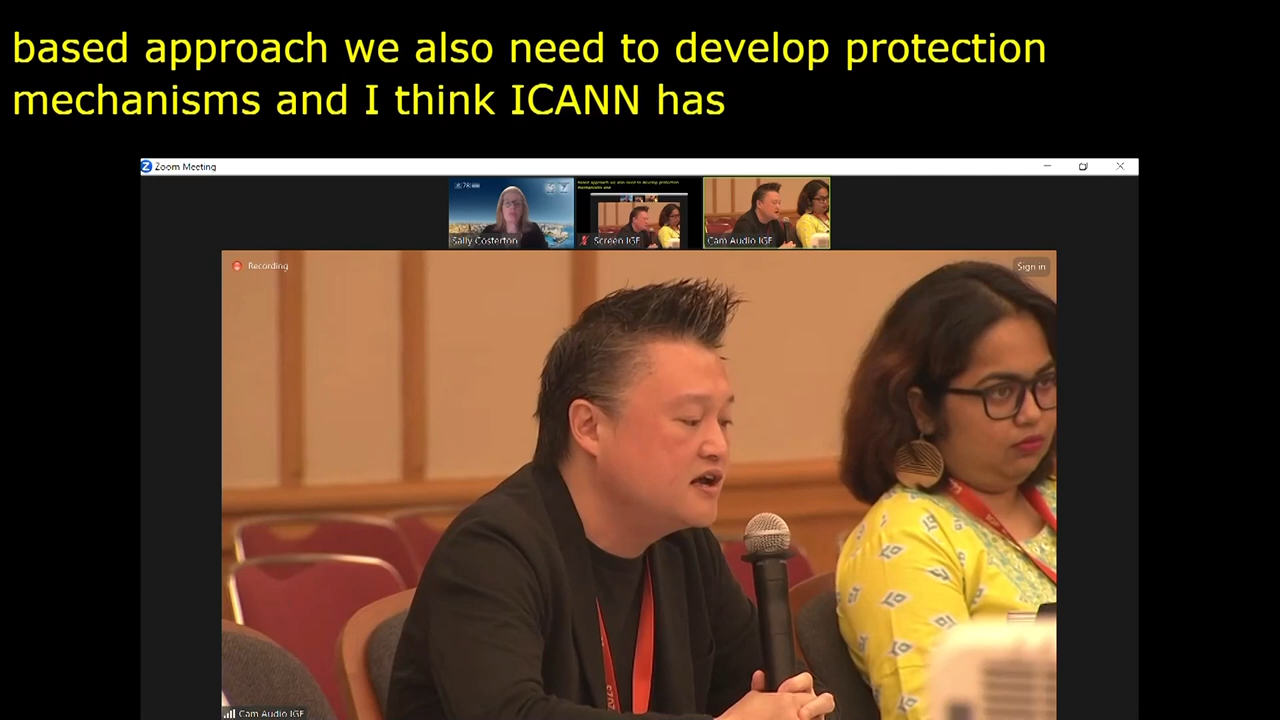 based approach we also need to develop protection
mechanisms and I think ICANN has
Zoom Meeting
Sally Costerton
Screen IGF
Cam Audio IGF
Recording
Sign in
Cam Audio IGF